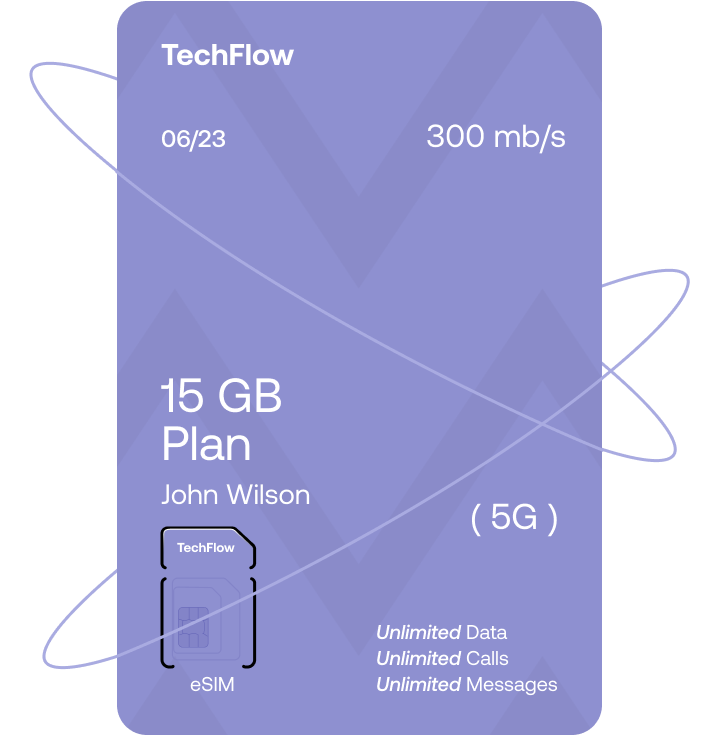 TechFlow
06/23
300 mb/s
15 GB
Plan
John Wilson
( 5G )
TechFlow
Unlimited Data
Unlimited Calls
Unlimited Messages
eSIM